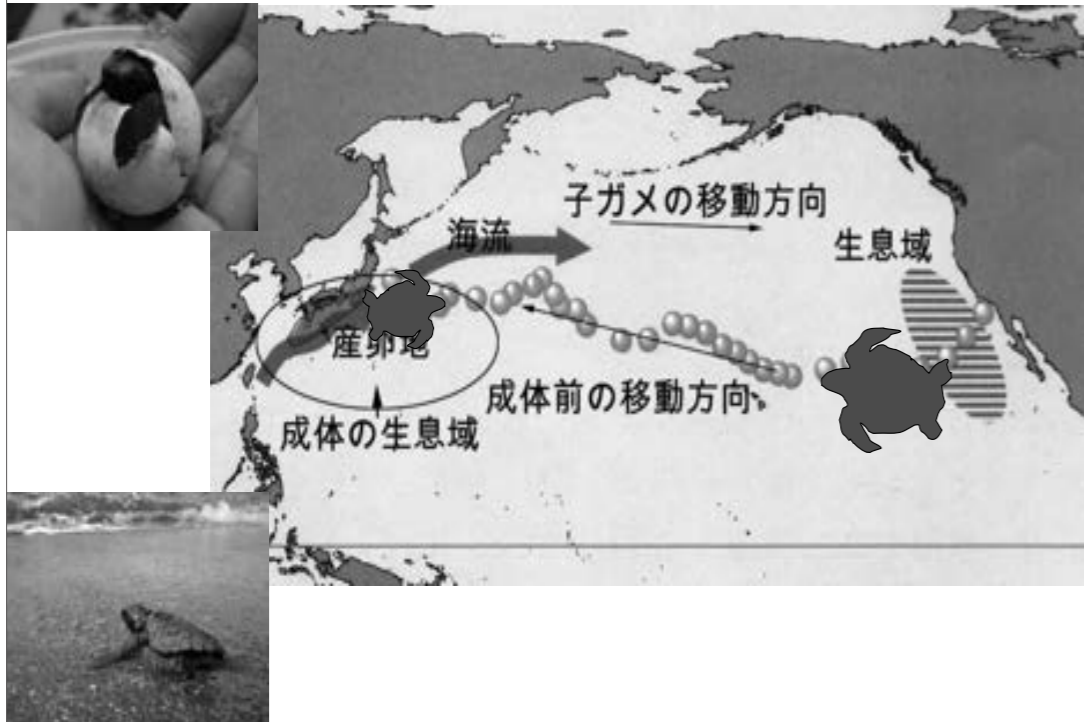 子ガメの移動方向
海流
生息域
産卵地
成体前の移動方向
成体の生息域